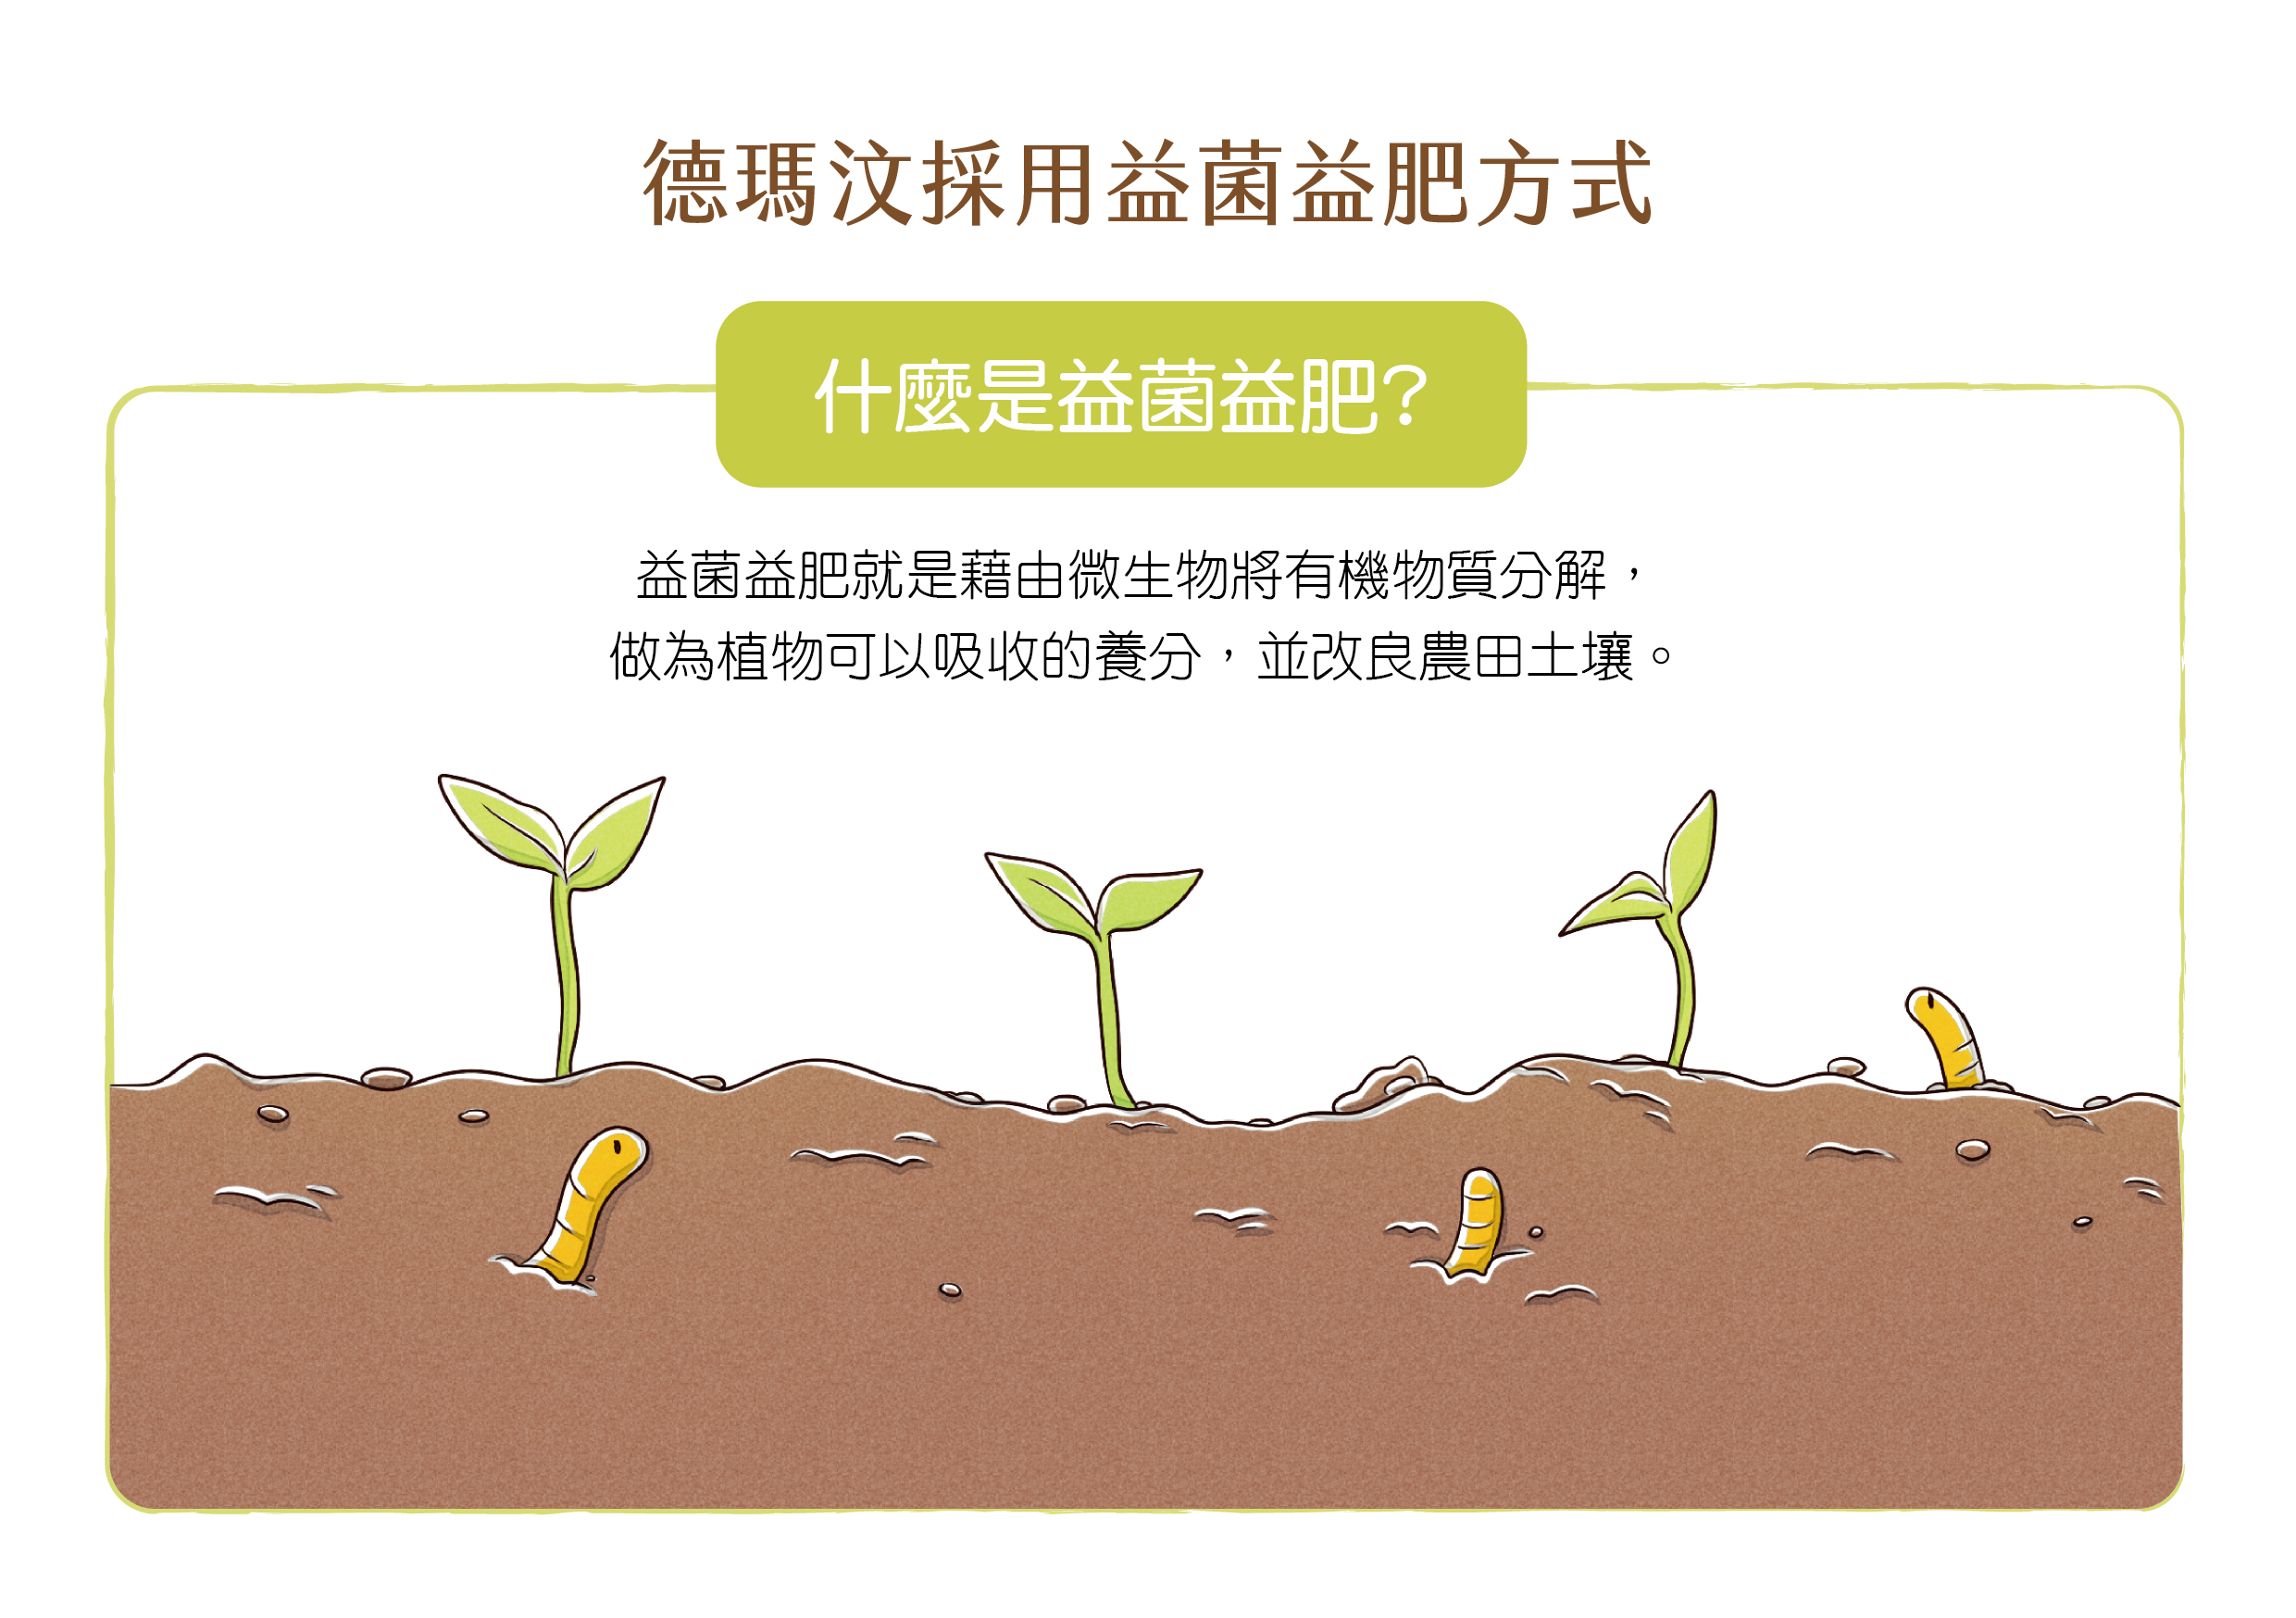 德瑪汶採用益菌益肥方式
什麼是益菌益肥？
益菌益肥就是藉由微生物將有機物質分解，
做為植物可以吸收的養分，並改良農田土壤。